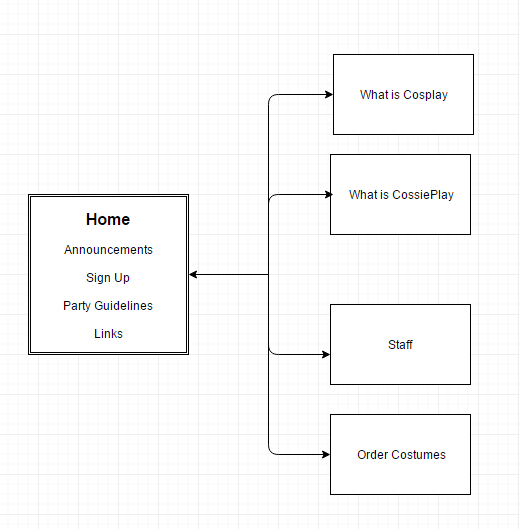 Home
Announcements
Sign Up
Party Guidelines
Links
What is Cosplay
What is CossiePlay
Staff
Order Costumes